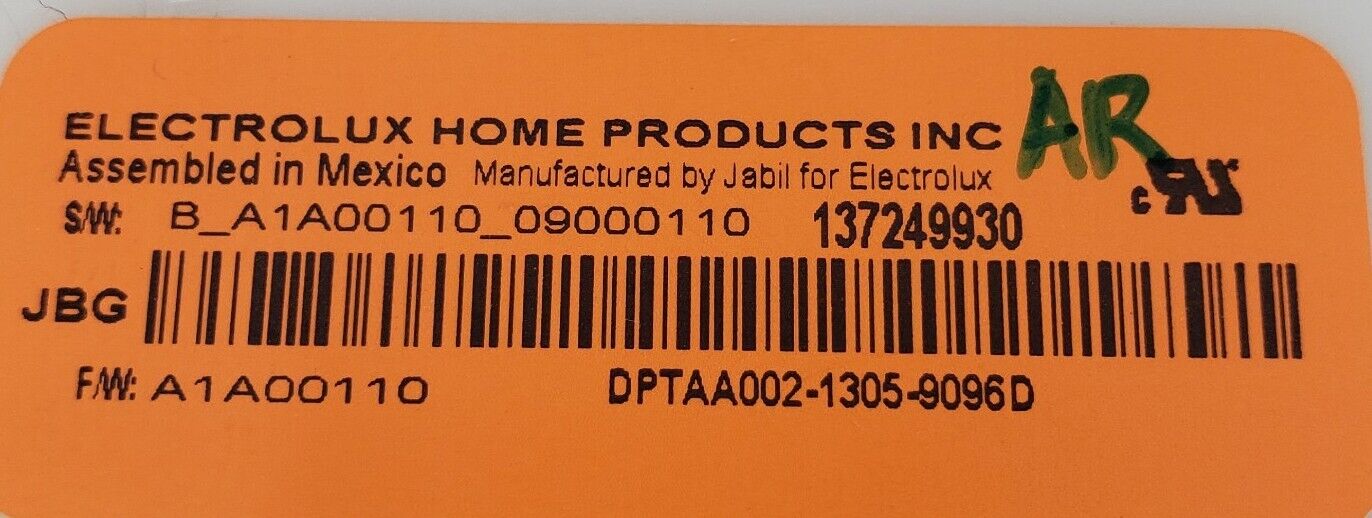 ELECTROLUX HOME PRODUCTS INC AR
Assembled in Mexico Manufactured by Jabil for Electrolux
cRU
S/W: B_A1A00110_09000110 137249930
JBG
F/W: A1A00110 DPTAA002-1305-9096D